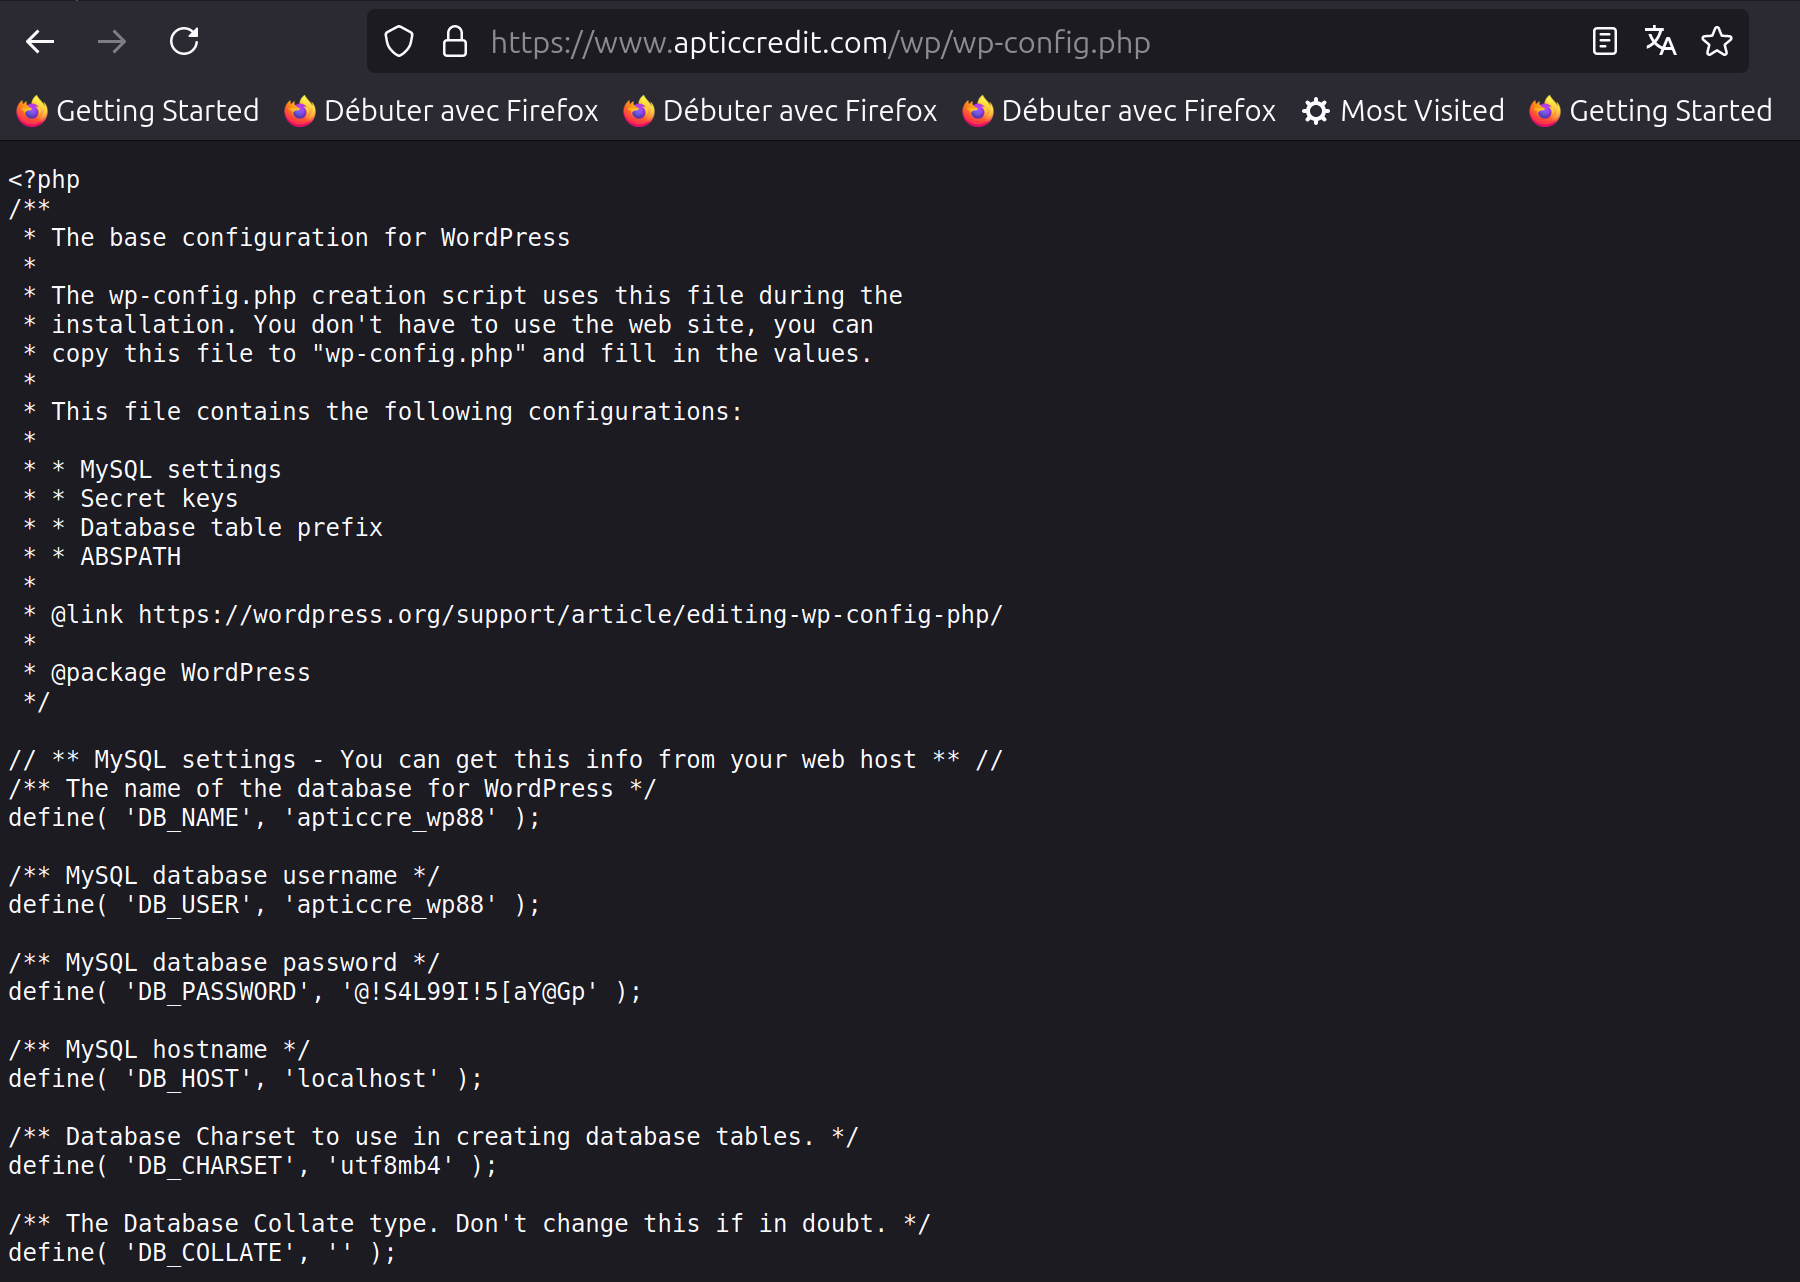 https://www.apticcredit.com/wp/wp-config.php
Getting Started Débuter avec Firefox Débuter avec Firefox Débuter avec Firefox Most Visited Getting Started
<?php
/**
 * The base configuration for WordPress
 *
 * The wp-config.php creation script uses this file during the
 * installation. You don't have to use the web site, you can
 * copy this file to "wp-config.php" and fill in the values.
 *
 * This file contains the following configurations:
 *
 * * MySQL settings
 * * Secret keys
 * * Database table prefix
 * * ABSPATH
 *
 * @link https://wordpress.org/support/article/editing-wp-config-php/
 *
 * @package WordPress
 */

// ** MySQL settings - You can get this info from your web host ** //
/** The name of the database for WordPress */
define( 'DB_NAME', 'apticcre_wp88' );

/** MySQL database username */
define( 'DB_USER', 'apticcre_wp88' );

/** MySQL database password */
define( 'DB_PASSWORD', '@!S4L99I!5[aY@Gp' );

/** MySQL hostname */
define( 'DB_HOST', 'localhost' );

/** Database Charset to use in creating database tables. */
define( 'DB_CHARSET', 'utf8mb4' );

/** The Database Collate type. Don't change this if in doubt. */
define( 'DB_COLLATE', '' );